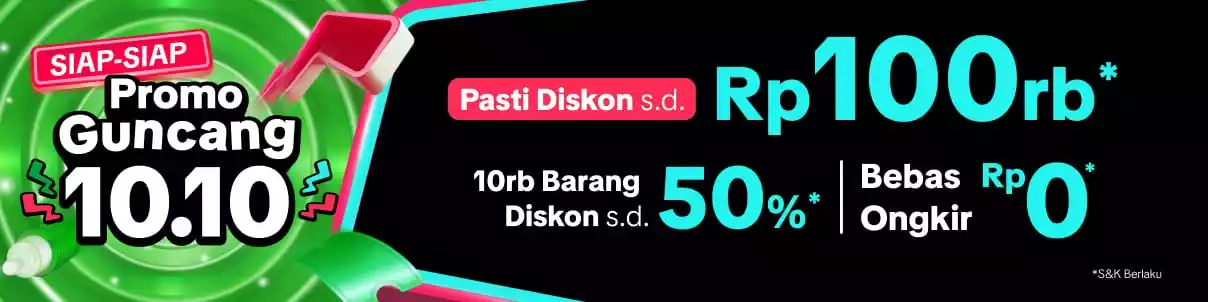 SIAP-SIAP
Promo
Guncang
10.10
Pasti Diskon s.d. Rp100rb*
10rb Barang
Diskon s.d. 50%*
Bebas
Ongkir Rp0*
*S&K Berlaku